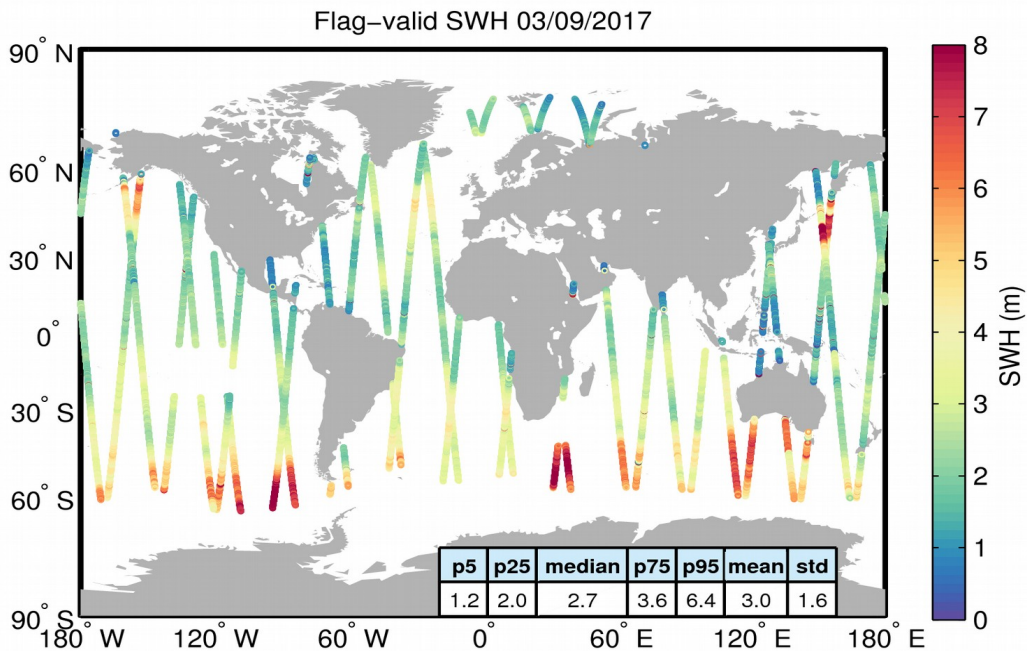 Flag−valid SWH 03/09/2017
90° N
60° N
30° N
0°
30° S
60° S
90° S
180° W
120° W
60° W
0°
60° E
120° E
180° E
p5 p25 median p75 p95 mean std
1.2 2.0 2.7 3.6 6.4 3.0 1.6
8
7
6
5
4
3
2
1
0
SWH (m)